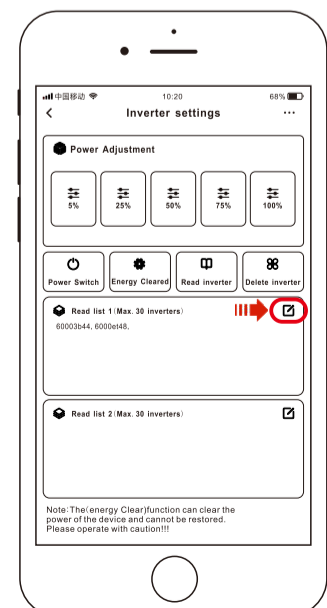 中国移动 10:20 68%
Inverter settings
Power Adjustment
5% 25% 50% 75% 100%
Power Switch Energy Cleared Read inverter Delete inverter
Read list 1(Max. 30 inverters)
60003b44, 6000et48,
Read list 2(Max. 30 inverters)
Note:The(energy Clear)function can clear the
power of the device and cannot be restored.
Please operate with caution!!!